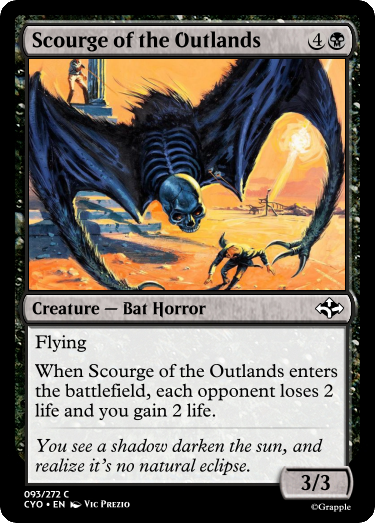 Scourge of the Outlands 4
Creature — Bat Horror
Flying
When Scourge of the Outlands enters
the battlefield, each opponent loses 2
life and you gain 2 life.
You see a shadow darken the sun, and
realize it's no natural eclipse.
3/3
093/272 C
CYO • EN Vic Prezio
©Grapple